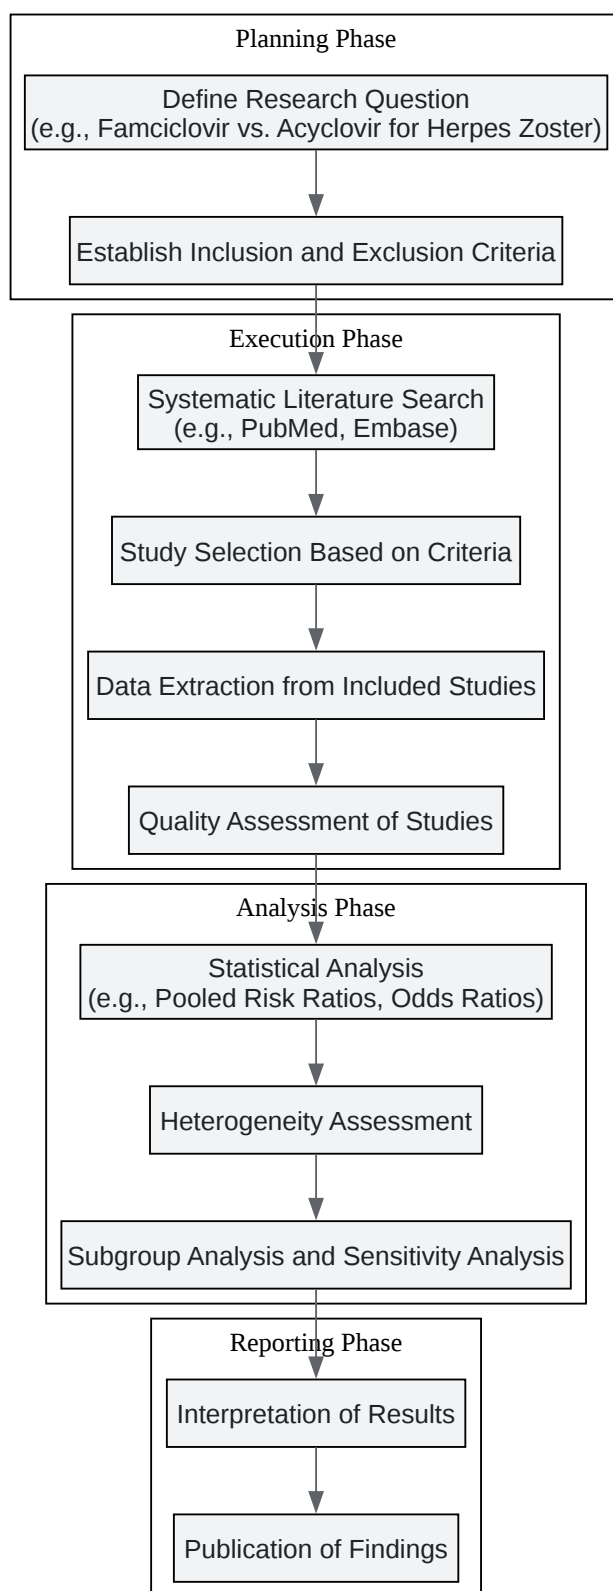 Planning Phase
Define Research Question
(e.g., Famciclovir vs. Acyclovir for Herpes Zoster)
Establish Inclusion and Exclusion Criteria
Execution Phase
Systematic Literature Search
(e.g., PubMed, Embase)
Study Selection Based on Criteria
Data Extraction from Included Studies
Quality Assessment of Studies
Analysis Phase
Statistical Analysis
(e.g., Pooled Risk Ratios, Odds Ratios)
Heterogeneity Assessment
Subgroup Analysis and Sensitivity Analysis
Reporting Phase
Interpretation of Results
Publication of Findings